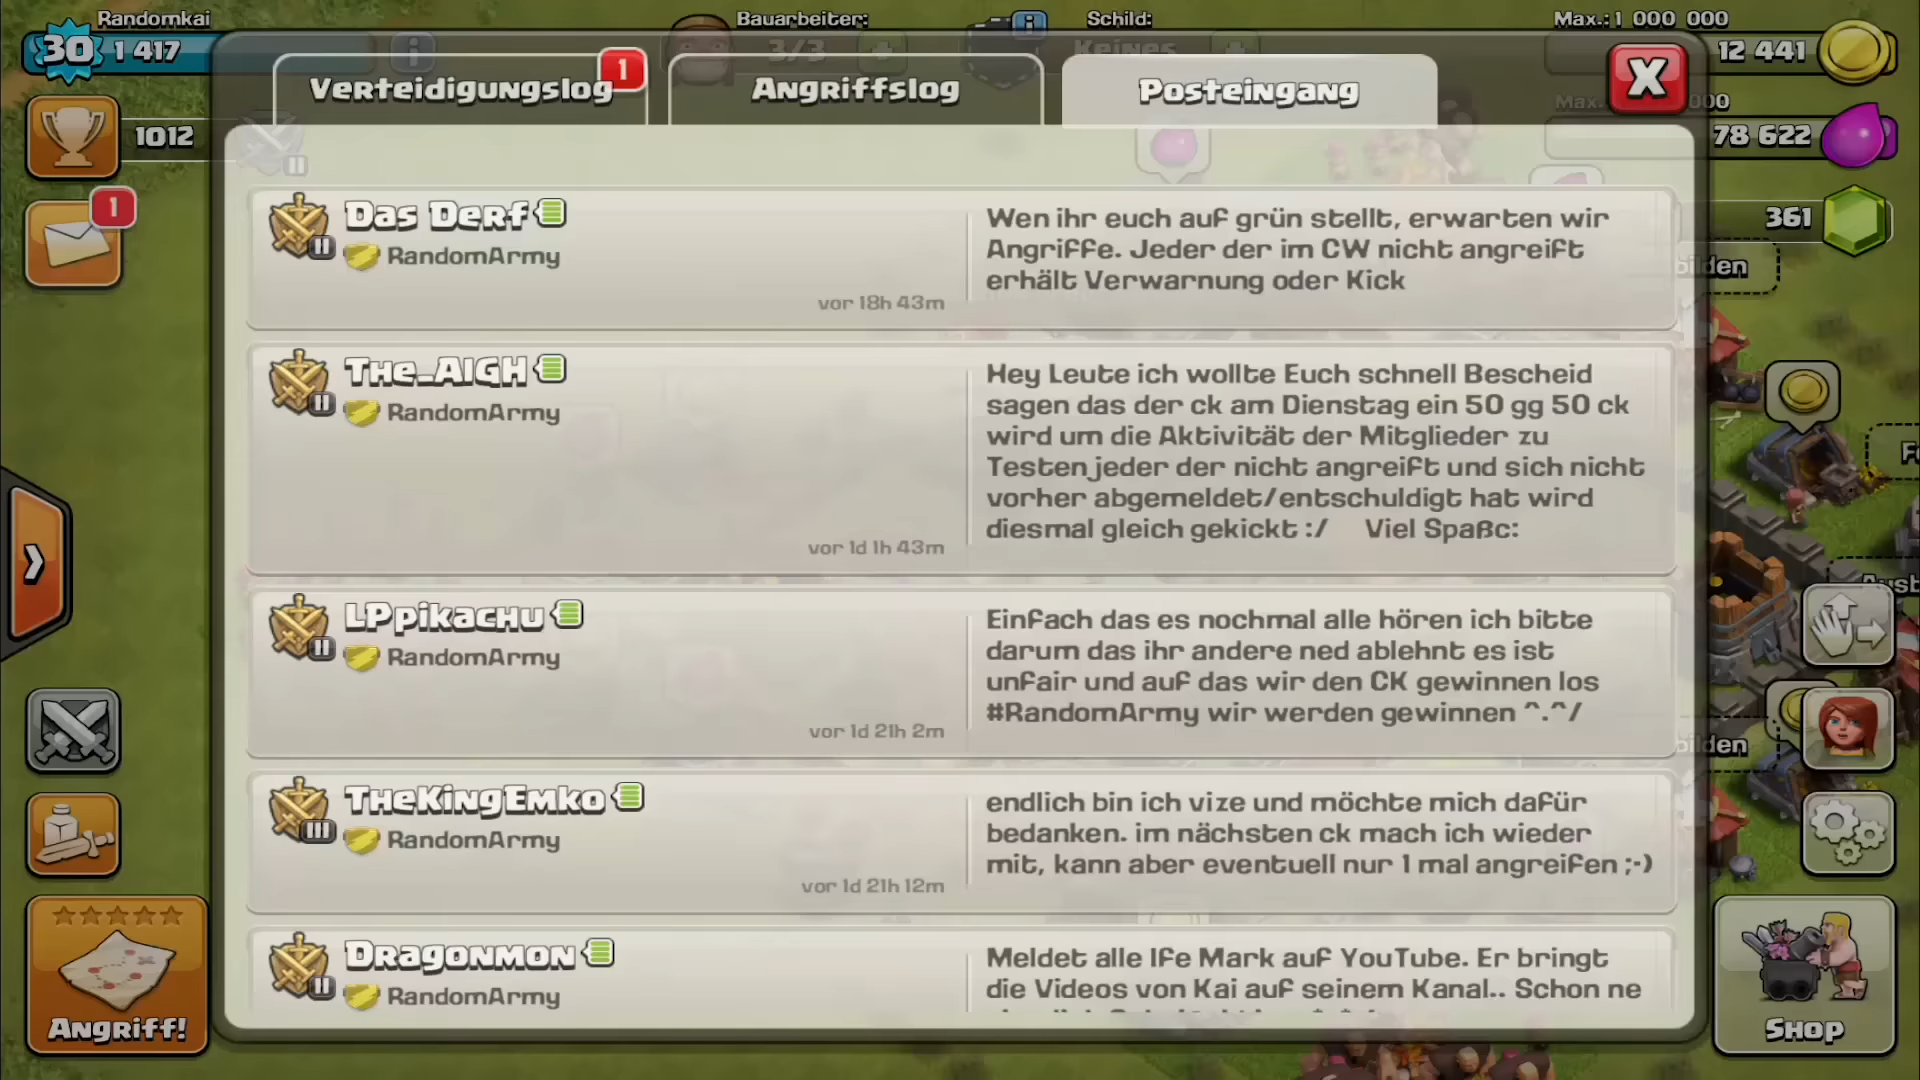 Randomkai
30 1 417
Bauarbeiter:
3/3
Schild:
Keines
Max.: 1 000 000
12 441
Verteidigungslog 1
Angriffslog
Posteingang
X
Max.
000
78 622
1012
1
361
Das Derf
RandomArmy
vor 18h 43m
Wen ihr euch auf grün stellt, erwarten wir
Angriffe. Jeder der im CW nicht angreift
erhält Verwarnung oder Kick
The_AIGH
RandomArmy
vor 1d 1h 43m
Hey Leute ich wollte Euch schnell Bescheid
sagen das der ck am Dienstag ein 50 gg 50 ck
wird um die Aktivität der Mitglieder zu
Testen jeder der nicht angreift und sich nicht
vorher abgemeldet/entschuldigt hat wird
diesmal gleich gekickt :/ Viel Spaßc:
LPpikachu
RandomArmy
vor 1d 21h 2m
Einfach das es nochmal alle hören ich bitte
darum das ihr andere ned ablehnt es ist
unfair und auf das wir den CK gewinnen los
#RandomArmy wir werden gewinnen ^.^/
TheKingEmko
RandomArmy
vor 1d 21h 12m
endlich bin ich vize und möchte mich dafür
bedanken. im nächsten ck mach ich wieder
mit, kann aber eventuell nur 1 mal angreifen ;-)
Dragonmon
RandomArmy
Meldet alle Ife Mark auf YouTube. Er bringt
die Videos von Kai auf seinem Kanal.. Schon ne
bilden
bilden
Angriff!
Shop